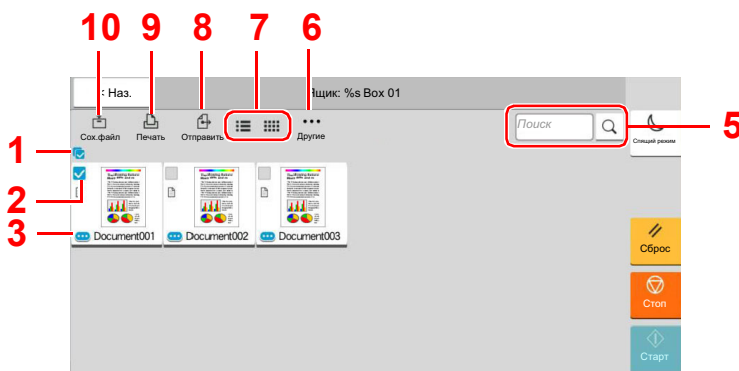 10 9 8 7 6
< Наз.
Ящик: %s Box 01
Сох.файл
Печать
Отправить
Другие
Поиск
5
Спящий режим
1
2
3
Document001
Document002
Document003
Сброс
Стоп
Старт